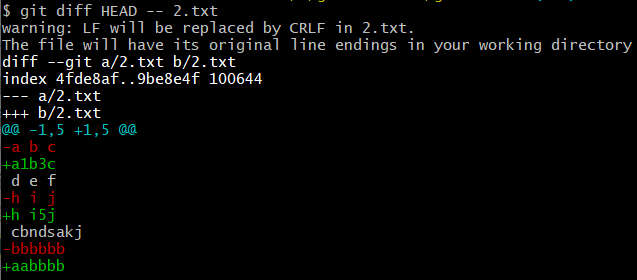 $ git diff HEAD -- 2.txt
warning: LF will be replaced by CRLF in 2.txt.
The file will have its original line endings in your working directory
diff --git a/2.txt b/2.txt
index 4fde8af..9be8e4f 100644
--- a/2.txt
+++ b/2.txt
@@ -1,5 +1,5 @@
-a b c
+a1b3c
 d e f
-h i j
+h i5j
 cbndsakj
-bbbbbb
+aabbbb